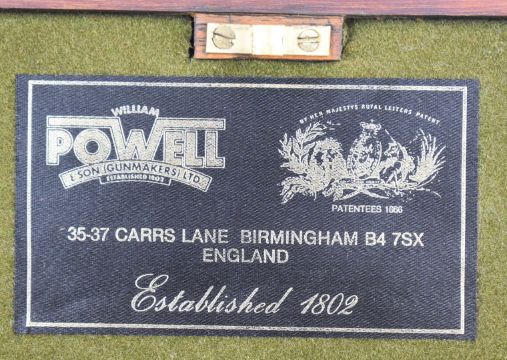 WILLIAM
POWELL
& SON (GUNMAKERS) LTD.
ESTABLISHED 1802
BY HER MAJESTYS ROYAL LETTERS PATENT
PATENTEES 1866
35-37 CARRS LANE BIRMINGHAM B4 7SX
ENGLAND
Established 1802